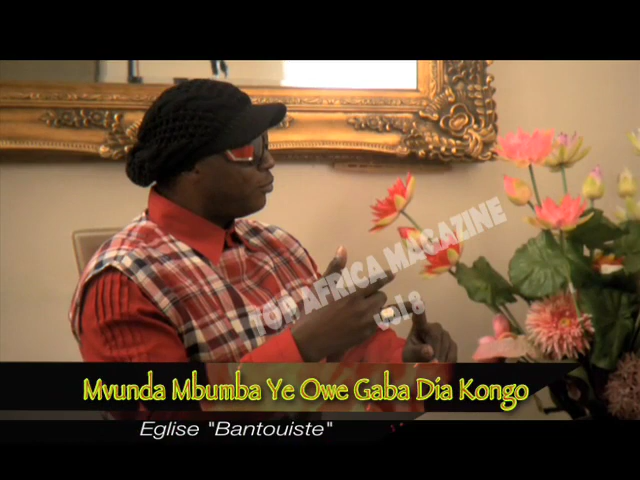 TOP AFRICA MAGAZINE
vol 8
Mvunda Mbumba Ye Owe Gaba Dia Kongo
Eglise "Bantouiste"